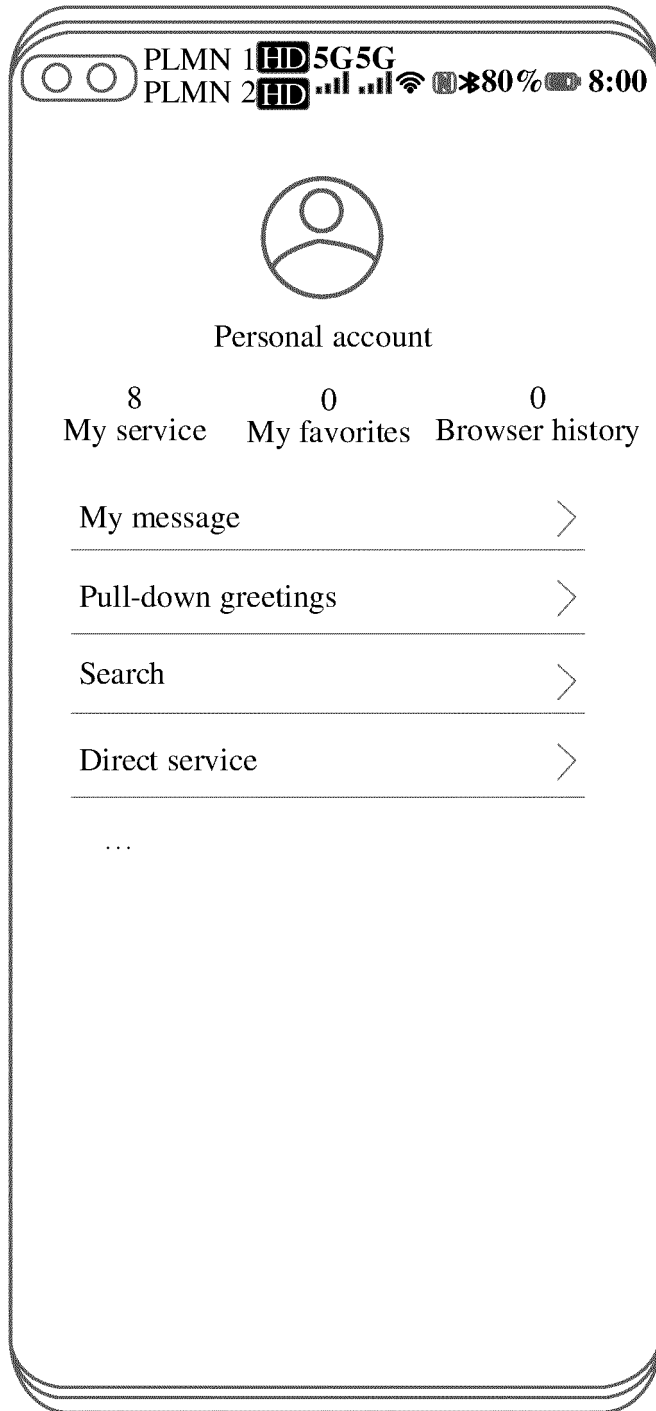 PLMN 1 HD 5G 5G
PLMN 2 HD N 80% 8:00
Personal account
8 0 0
My service My favorites Browser history
My message
Pull-down greetings
Search
Direct service
...